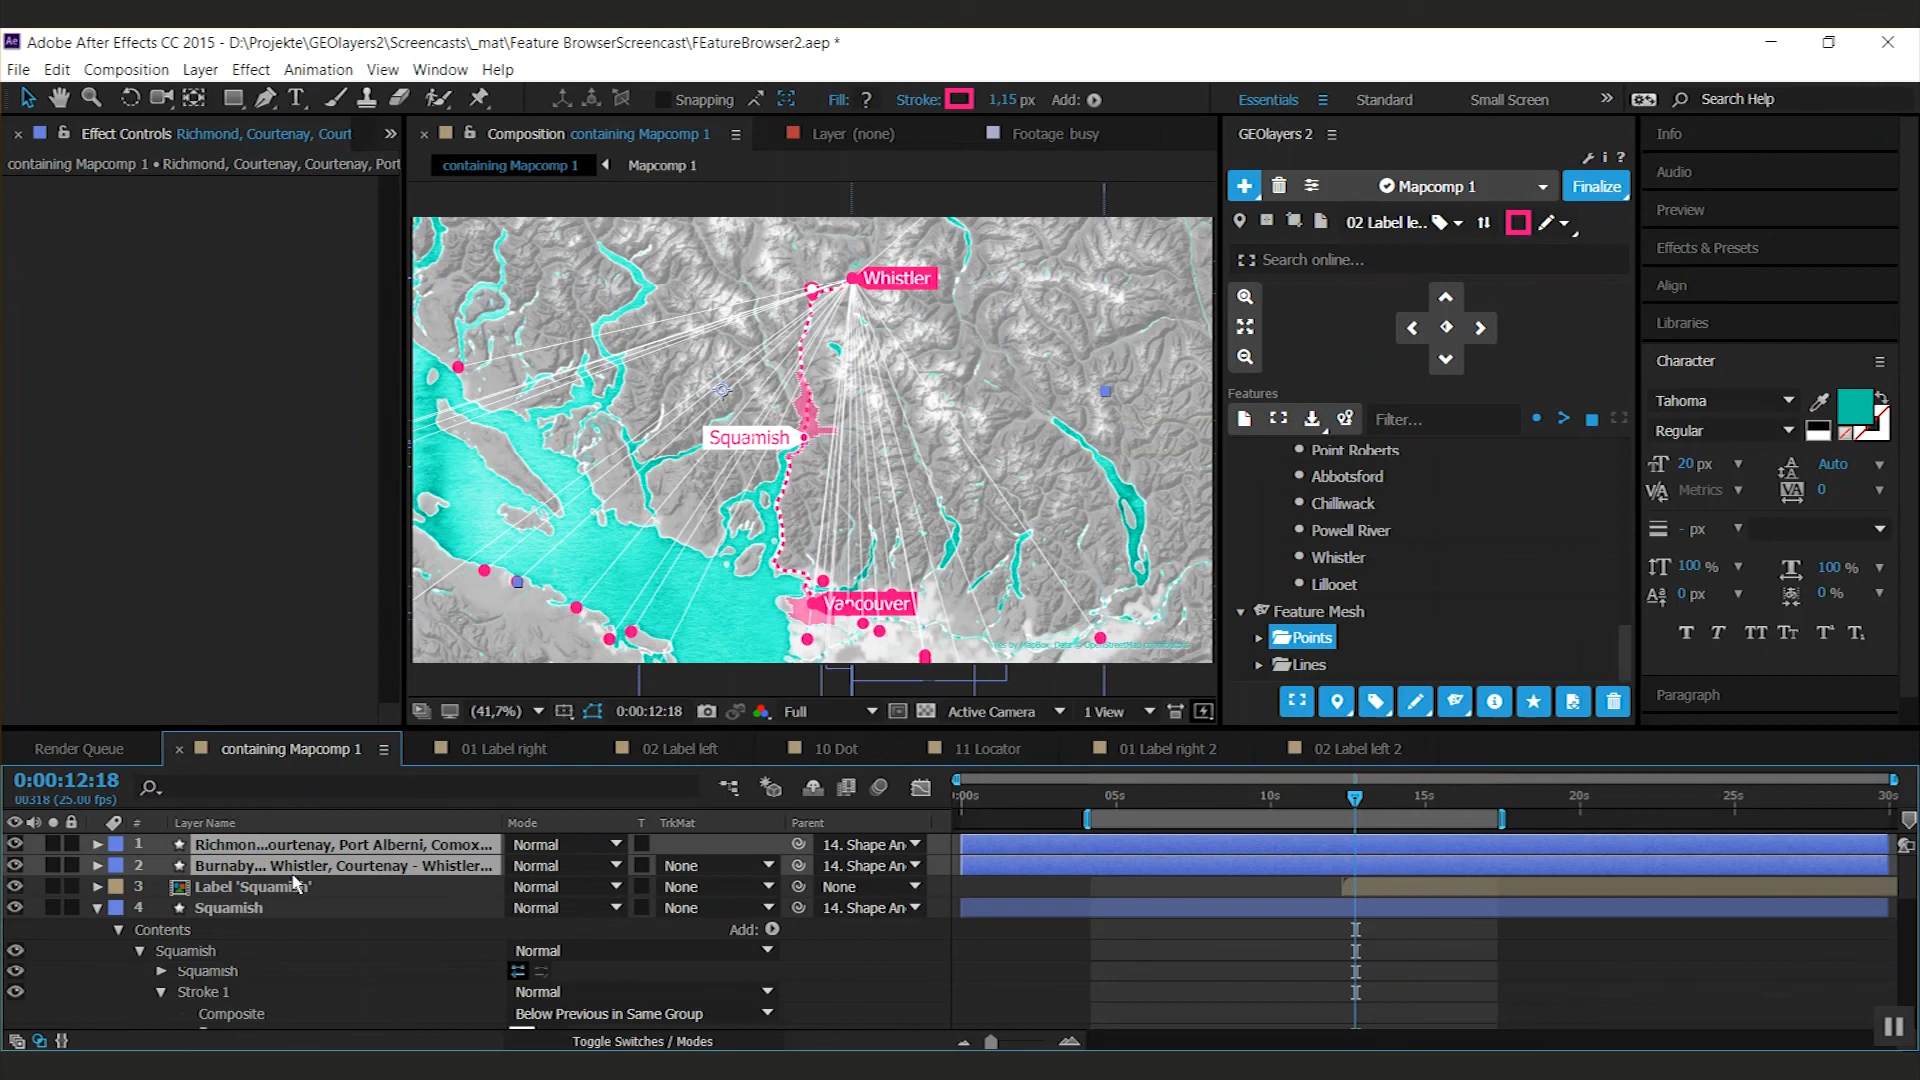 Adobe After Effects CC 2015 - D:\Projekte\GEOlayers2\Screencasts\_mat\Feature BrowserScreencast\FEatureBrowser2.aep *
File Edit Composition Layer Effect Animation View Window Help
Snapping Fill: ? Stroke: 1,15 px Add: Essentials Standard Small Screen Search Help
Effect Controls Richmond, Courtenay, Court
Composition containing Mapcomp 1
Layer (none)
Footage busy
GEOlayers 2
Info
containing Mapcomp 1 • Richmond, Courtenay, Courtenay, Port
containing Mapcomp 1
Mapcomp 1
Audio
Mapcomp 1
Finalize
Preview
02 Label le..
Effects & Presets
Search online...
Align
Libraries
Character
Features
Filter...
Tahoma
Regular
20 px
Auto
Metrics
0
- px
100 %
100 %
0 px
0 %
Point Roberts
Abbotsford
Chilliwack
Powell River
Whistler
Lillooet
Feature Mesh
Points
Lines
Paragraph
Whistler
Squamish
Vancouver
(41,7%) 0:00:12:18 Full Active Camera 1 View
Render Queue
containing Mapcomp 1
01 Label right
02 Label left
10 Dot
11 Locator
01 Label right 2
02 Label left 2
0:00:12:18
00318 (25.00 fps)
:00s 05s 10s 15s 20s 25s 30s
# Layer Name Mode T TrkMat Parent
1 Richmon...ourtenay, Port Alberni, Comox... Normal 14. Shape An
2 Burnaby... Whistler, Courtenay - Whistler... Normal None 14. Shape An
3 Label 'Squamish' Normal None None
4 Squamish Normal None 14. Shape An
Contents Add:
Squamish Normal
Squamish
Stroke 1 Normal
Composite Below Previous in Same Group
Toggle Switches / Modes